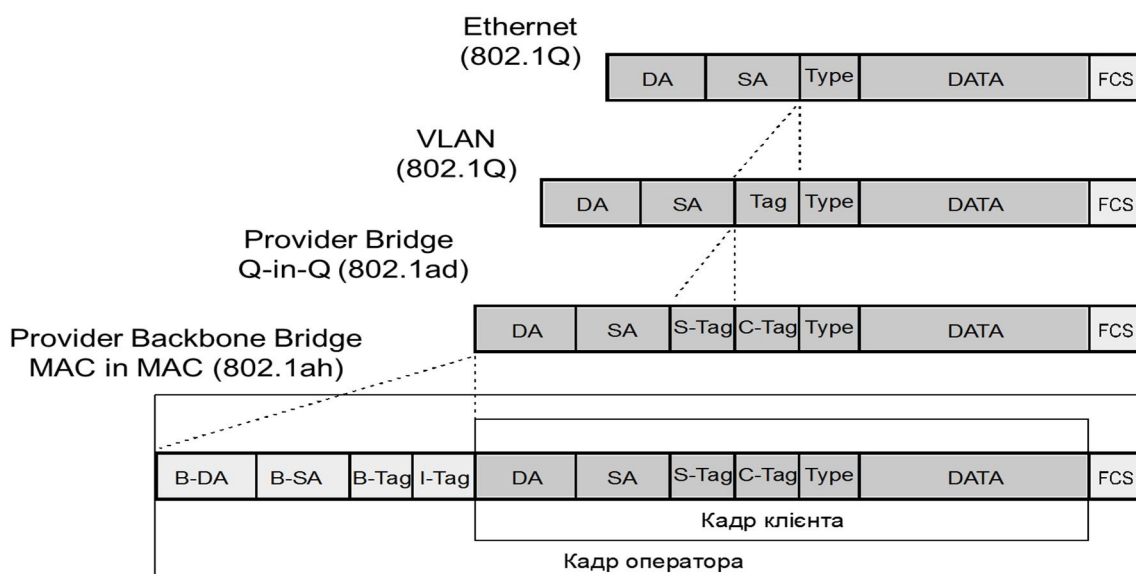 Ethernet
(802.1Q)
DA SA Type DATA FCS
VLAN
(802.1Q)
DA SA Tag Type DATA FCS
Provider Bridge
Q-in-Q (802.1ad)
DA SA S-Tag C-Tag Type DATA FCS
Provider Backbone Bridge
MAC in MAC (802.1ah)
B-DA B-SA B-Tag I-Tag DA SA S-Tag C-Tag Type DATA FCS
Кадр клієнта
Кадр оператора